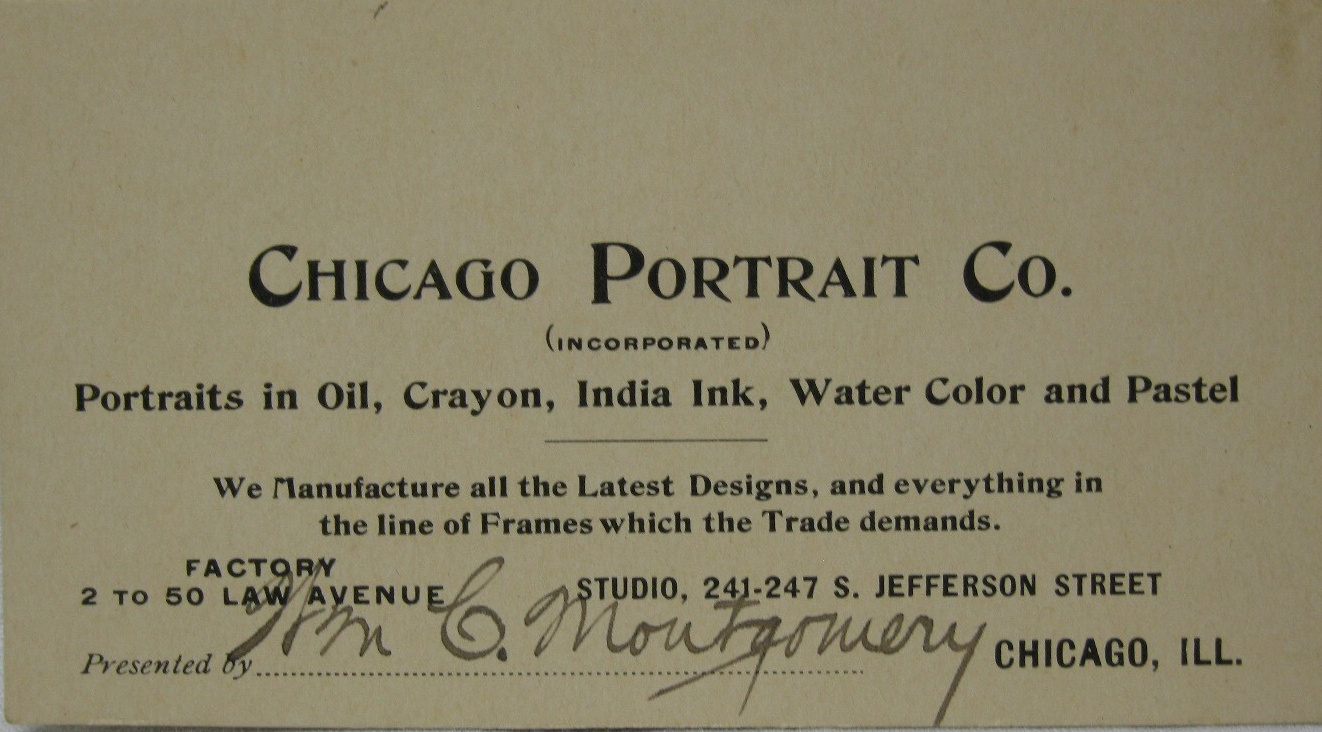 CHICAGO PORTRAIT CO.
(INCORPORATED)
Portraits in Oil, Crayon, India Ink, Water Color and Pastel
We Manufacture all the Latest Designs, and everything in
the line of Frames which the Trade demands.
FACTORY
2 TO 50 LAW AVENUE
STUDIO, 241-247 S. JEFFERSON STREET
Presented by Wm C. Montgomery
CHICAGO, ILL.